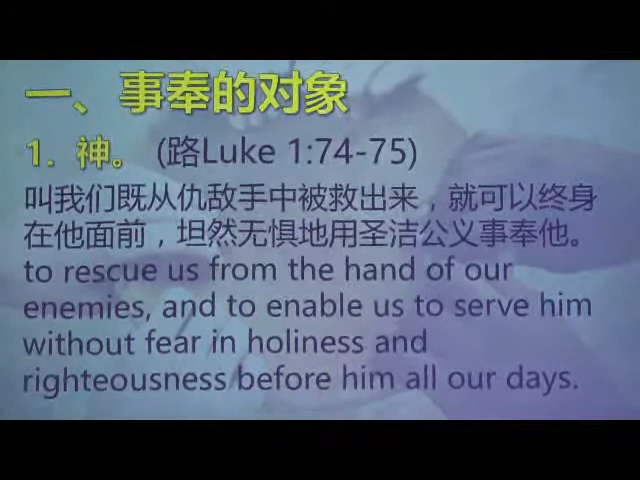 一、事奉的对象
1. 神。 (路Luke 1:74-75)
叫我们既从仇敌手中被救出来，就可以终身
在他面前，坦然无惧地用圣洁公义事奉他。
to rescue us from the hand of our
enemies, and to enable us to serve him
without fear in holiness and
righteousness before him all our days.